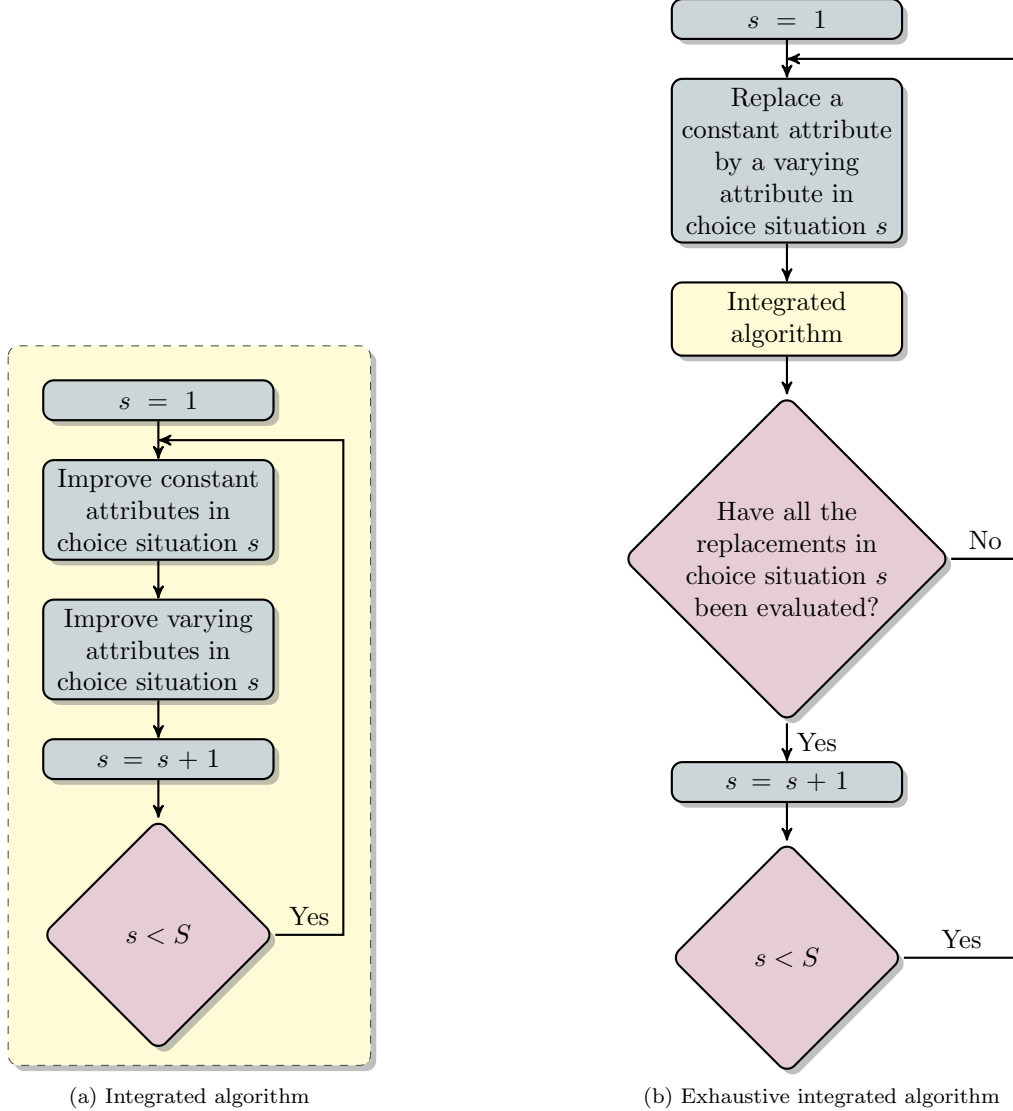 s = 1
Improve constant
attributes in
choice situation s
Improve varying
attributes in
choice situation s
s = s + 1
s < S
Yes
(a) Integrated algorithm
s = 1
Replace a
constant attribute
by a varying
attribute in
choice situation s
Integrated
algorithm
Have all the
replacements in
choice situation s
been evaluated?
No
Yes
s = s + 1
s < S
Yes
(b) Exhaustive integrated algorithm